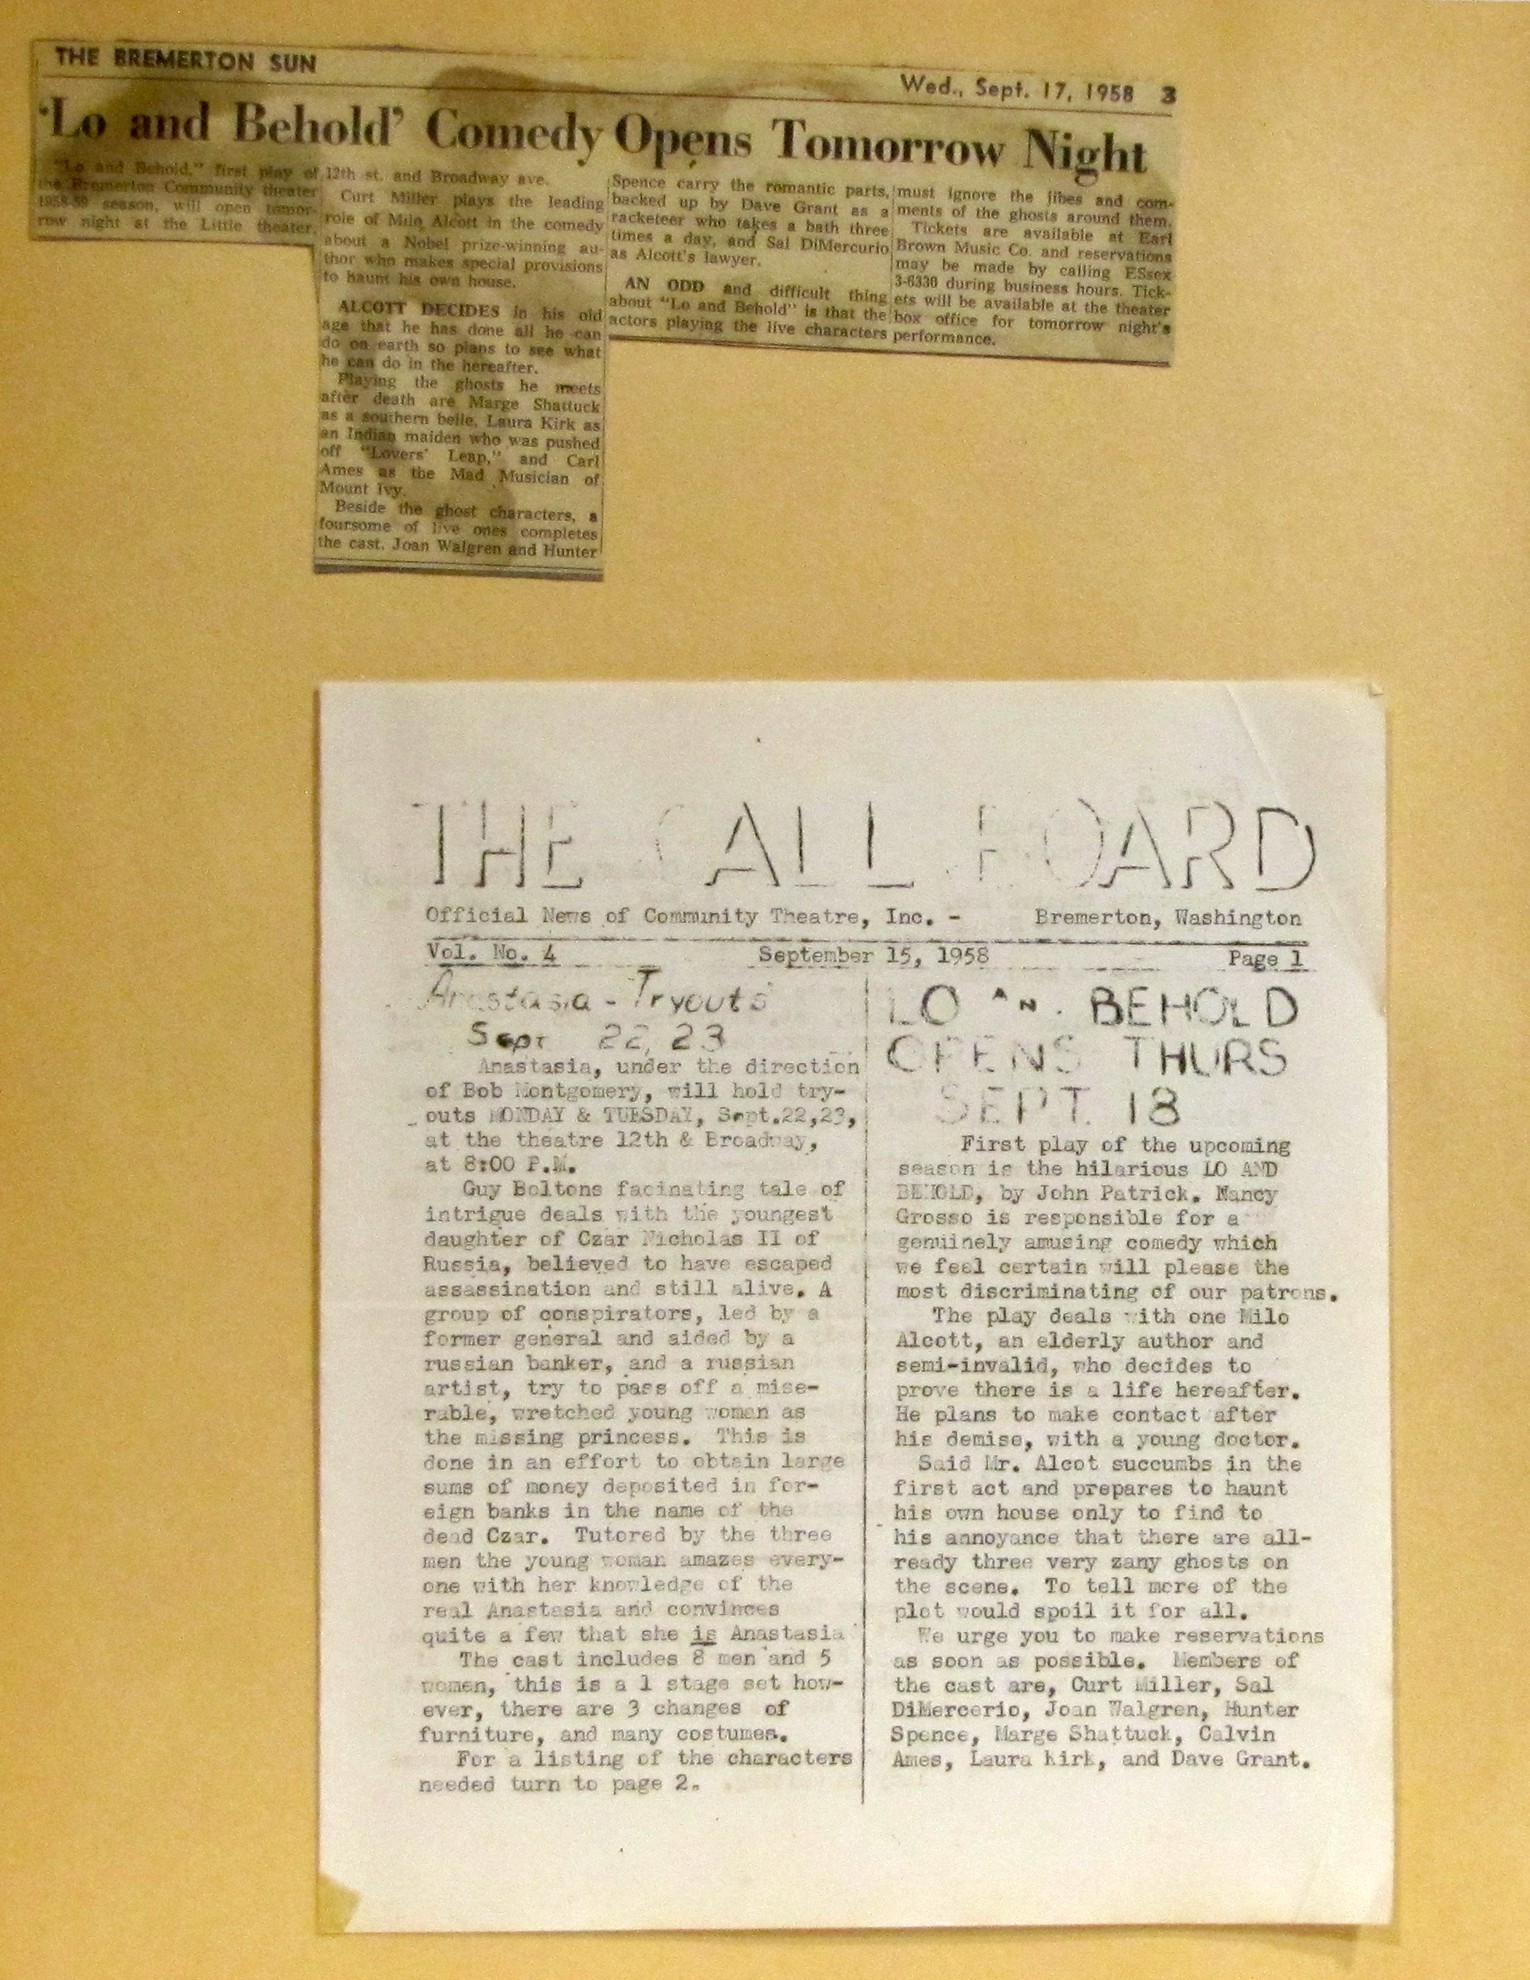 THE BREMERTON SUN
Wed., Sept. 17, 1958 3
'Lo and Behold' Comedy Opens Tomorrow Night
"Lo and Behold," first play of
the Bremerton Community theater
1958-59 season, will open tomor-
row night at the Little theater,
12th st. and Broadway ave.
Curt Miller plays the leading
role of Milo Alcott in the comedy
about a Nobel prize-winning au-
thor who makes special provisions
to haunt his own house.
ALCOTT DECIDES in his old
age that he has done all he can
do on earth so plans to see what
he can do in the hereafter.
Playing the ghosts he meets
after death are Marge Shattuck
as a southern belle, Laura Kirk as
an Indian maiden who was pushed
off "Lovers' Leap," and Carl
Ames as the Mad Musician of
Mount Ivy.
Beside the ghost characters, a
foursome of live ones completes
the cast. Joan Walgren and Hunter
Spence carry the romantic parts,
backed up by Dave Grant as a
racketeer who takes a bath three
times a day, and Sal DiMercurio
as Alcott's lawyer.
AN ODD and difficult thing
about "Lo and Behold" is that the
actors playing the live characters
must ignore the jibes and com-
ments of the ghosts around them.
Tickets are available at Earl
Brown Music Co. and reservations
may be made by calling ESsex
3-6330 during business hours. Tick-
ets will be available at the theater
box office for tomorrow night's
performance.
THE CALL BOARD
Official News of Community Theatre, Inc. - Bremerton, Washington
Vol. No. 4 September 15, 1958 Page 1
Anastasia - Tryouts
Sept 22, 23
Anastasia, under the direction
of Bob Montgomery, will hold try-
outs MONDAY & TUESDAY, Sept.22,23,
at the theatre 12th & Broadway,
at 8:00 P.M.
Guy Boltons facinating tale of
intrigue deals with the youngest
daughter of Czar Nicholas II of
Russia, believed to have escaped
assassination and still alive. A
group of conspirators, led by a
former general and aided by a
russian banker, and a russian
artist, try to pass off a mise-
rable, wretched young women as
the missing princess. This is
done in an effort to obtain large
sums of money deposited in for-
eign banks in the name of the
dead Czar. Tutored by the three
men the young woman amazes every-
one with her knowledge of the
real Anastasia and convinces
quite a few that she is Anastasia
The cast includes 8 men and 5
women, this is a 1 stage set how-
ever, there are 3 changes of
furniture, and many costumes.
For a listing of the characters
needed turn to page 2.
LO AN. BEHOLD
OPENS THURS
SEPT. 18
First play of the upcoming
season is the hilarious LO AND
BEHOLD, by John Patrick. Nancy
Grosso is responsible for a
genuinely amusing comedy which
we feel certain will please the
most discriminating of our patrons.
The play deals with one Milo
Alcott, an elderly author and
semi-invalid, who decides to
prove there is a life hereafter.
He plans to make contact after
his demise, with a young doctor.
Said Mr. Alcot succumbs in the
first act and prepares to haunt
his own house only to find to
his annoyance that there are all-
ready three very zany ghosts on
the scene. To tell more of the
plot would spoil it for all.
We urge you to make reservations
as soon as possible. Members of
the cast are, Curt Miller, Sal
DiMercerio, Joan Walgren, Hunter
Spence, Marge Shattuck, Calvin
Ames, Laura Kirk, and Dave Grant.